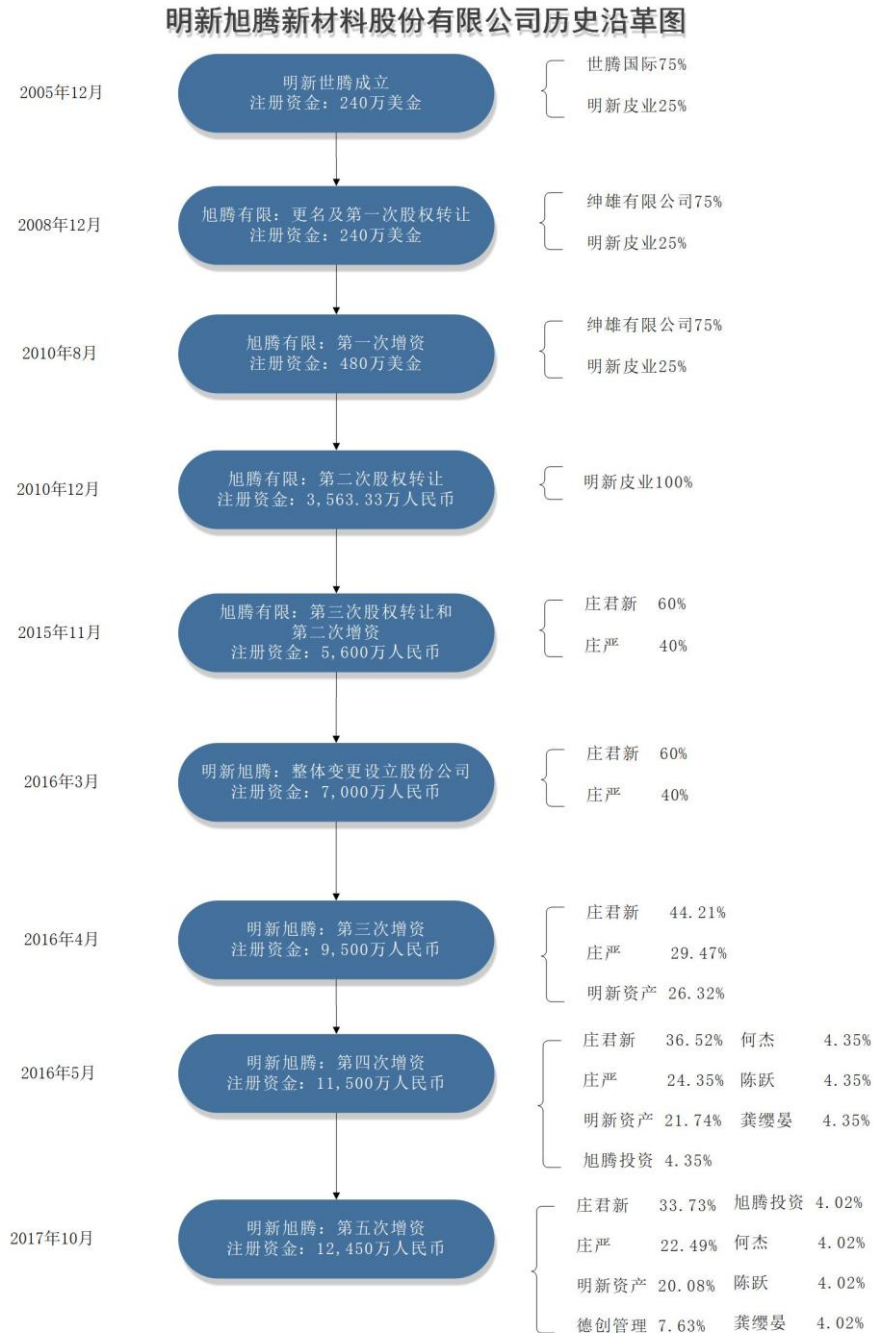 明新旭腾新材料股份有限公司历史沿革图
2005年12月
明新世腾成立
注册资金：240万美金
世腾国际75%
明新皮业25%
2008年12月
旭腾有限：更名及第一次股权转让
注册资金：240万美金
绅雄有限公司75%
明新皮业25%
2010年8月
旭腾有限：第一次增资
注册资金：480万美金
绅雄有限公司75%
明新皮业25%
2010年12月
旭腾有限：第二次股权转让
注册资金：3,563.33万人民币
明新皮业100%
2015年11月
旭腾有限：第三次股权转让和
第二次增资
注册资金：5,600万人民币
庄君新 60%
庄严 40%
2016年3月
明新旭腾：整体变更设立股份公司
注册资金：7,000万人民币
庄君新 60%
庄严 40%
2016年4月
明新旭腾：第三次增资
注册资金：9,500万人民币
庄君新 44.21%
庄严 29.47%
明新资产 26.32%
2016年5月
明新旭腾：第四次增资
注册资金：11,500万人民币
庄君新 36.52% 何杰 4.35%
庄严 24.35% 陈跃 4.35%
明新资产 21.74% 龚缨晏 4.35%
旭腾投资 4.35%
2017年10月
明新旭腾：第五次增资
注册资金：12,450万人民币
庄君新 33.73% 旭腾投资 4.02%
庄严 22.49% 何杰 4.02%
明新资产 20.08% 陈跃 4.02%
德创管理 7.63% 龚缨晏 4.02%